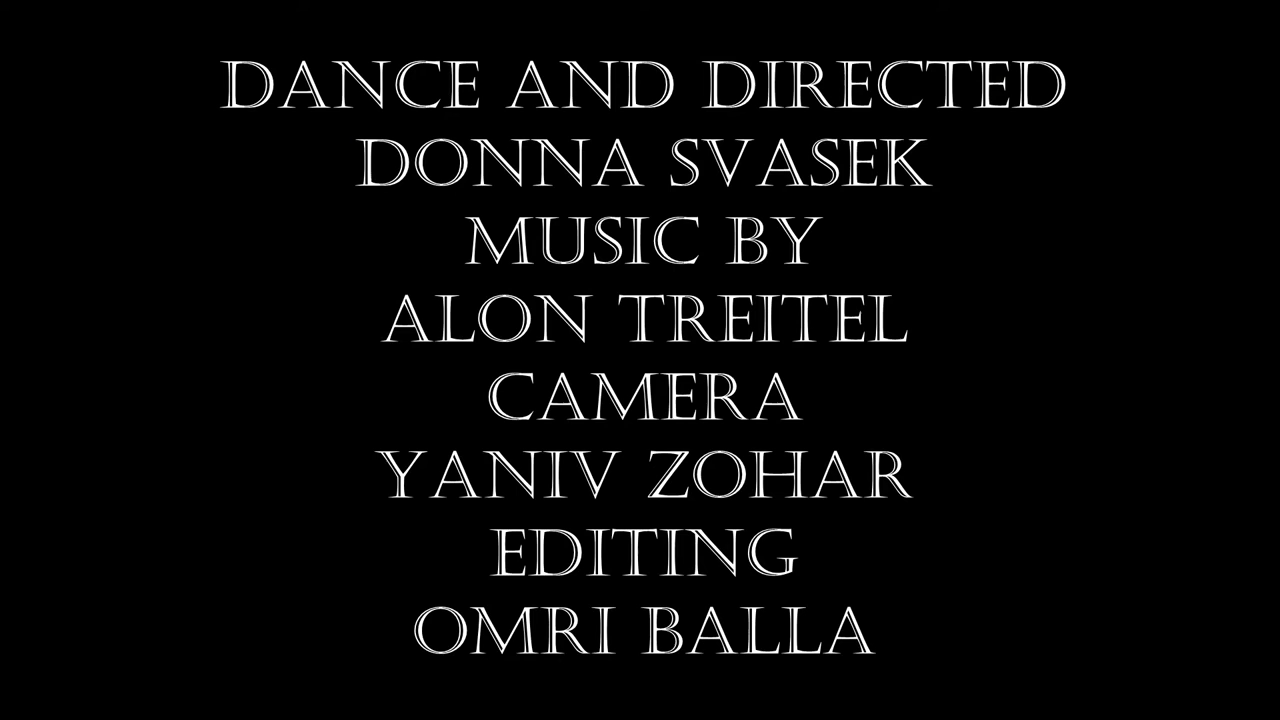 DANCE AND DIRECTED
DONNA SVASEK
MUSIC BY
ALON TREITEL
CAMERA
YANIV ZOHAR
EDITING
OMRI BALLA